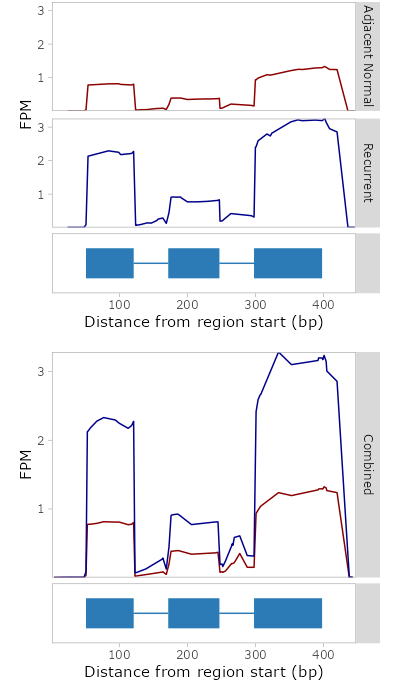 3
2
1
Adjacent Normal
FPM
3
2
1
Recurrent
100 200 300 400
Distance from region start (bp)
3
2
1
FPM
Combined
100 200 300 400
Distance from region start (bp)